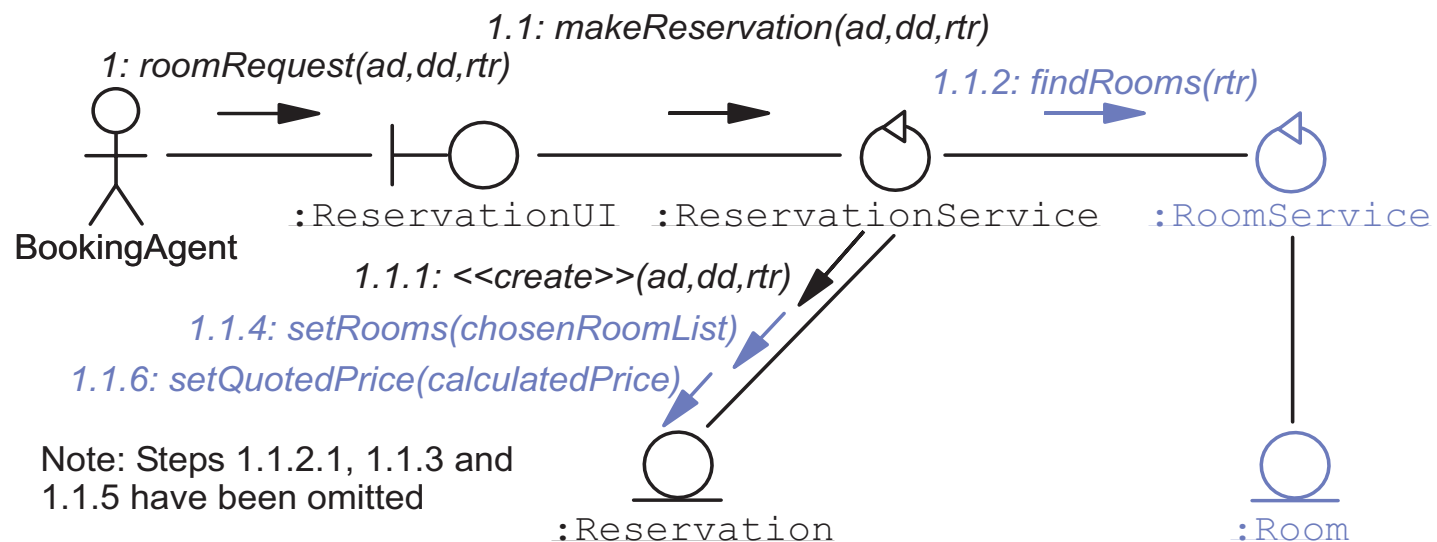 1.1: makeReservation(ad,dd,rtr)
1: roomRequest(ad,dd,rtr)
1.1.2: findRooms(rtr)
:ReservationUI
:ReservationService
:RoomService
BookingAgent
1.1.1: <<create>>(ad,dd,rtr)
1.1.4: setRooms(chosenRoomList)
1.1.6: setQuotedPrice(calculatedPrice)
Note: Steps 1.1.2.1, 1.1.3 and
1.1.5 have been omitted
:Reservation
:Room